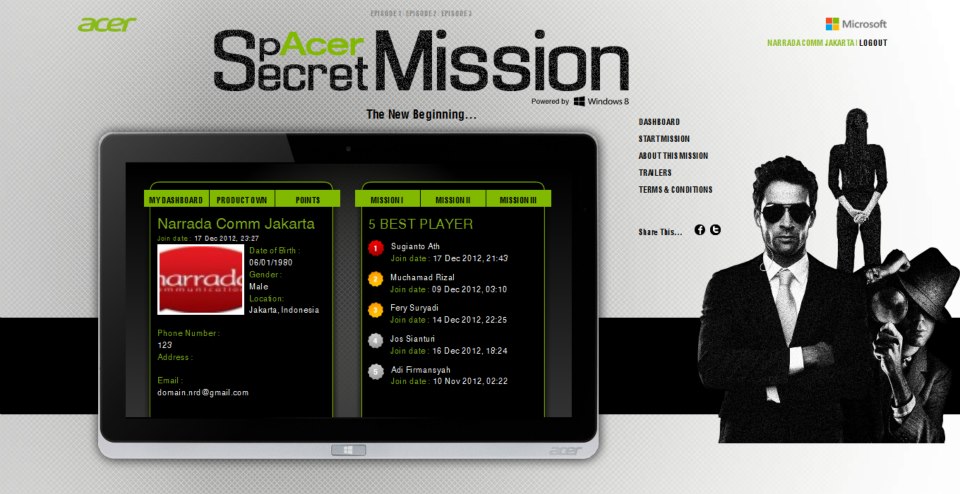 acer
EPISODE 1 EPISODE 2 EPISODE 3
Microsoft
NARRADA COMM JAKARTA | LOGOUT
SpAcer
Secret Mission
Powered by Windows 8
The New Beginning...
DASHBOARD
START MISSION
ABOUT THIS MISSION
TRAILERS
TERMS & CONDITIONS
Share This...
MY DASHBOARD PRODUCT OWN POINTS
Narrada Comm Jakarta
Join date : 17 Dec 2012, 23:27
narrada
communication
Date of Birth :
06/01/1980
Gender :
Male
Location:
Jakarta, Indonesia
Phone Number :
123
Address :
Email :
domain.nrd@gmail.com
MISSION I MISSION II MISSION III
5 BEST PLAYER
1 Sugianto Ath
Join date : 17 Dec 2012, 21:43
2 Muchamad Rizal
Join date : 09 Dec 2012, 03:10
3 Fery Suryadi
Join date : 14 Dec 2012, 22:25
4 Jos Sianturi
Join date : 16 Dec 2012, 18:24
5 Adi Firmansyah
Join date : 10 Nov 2012, 02:22
acer